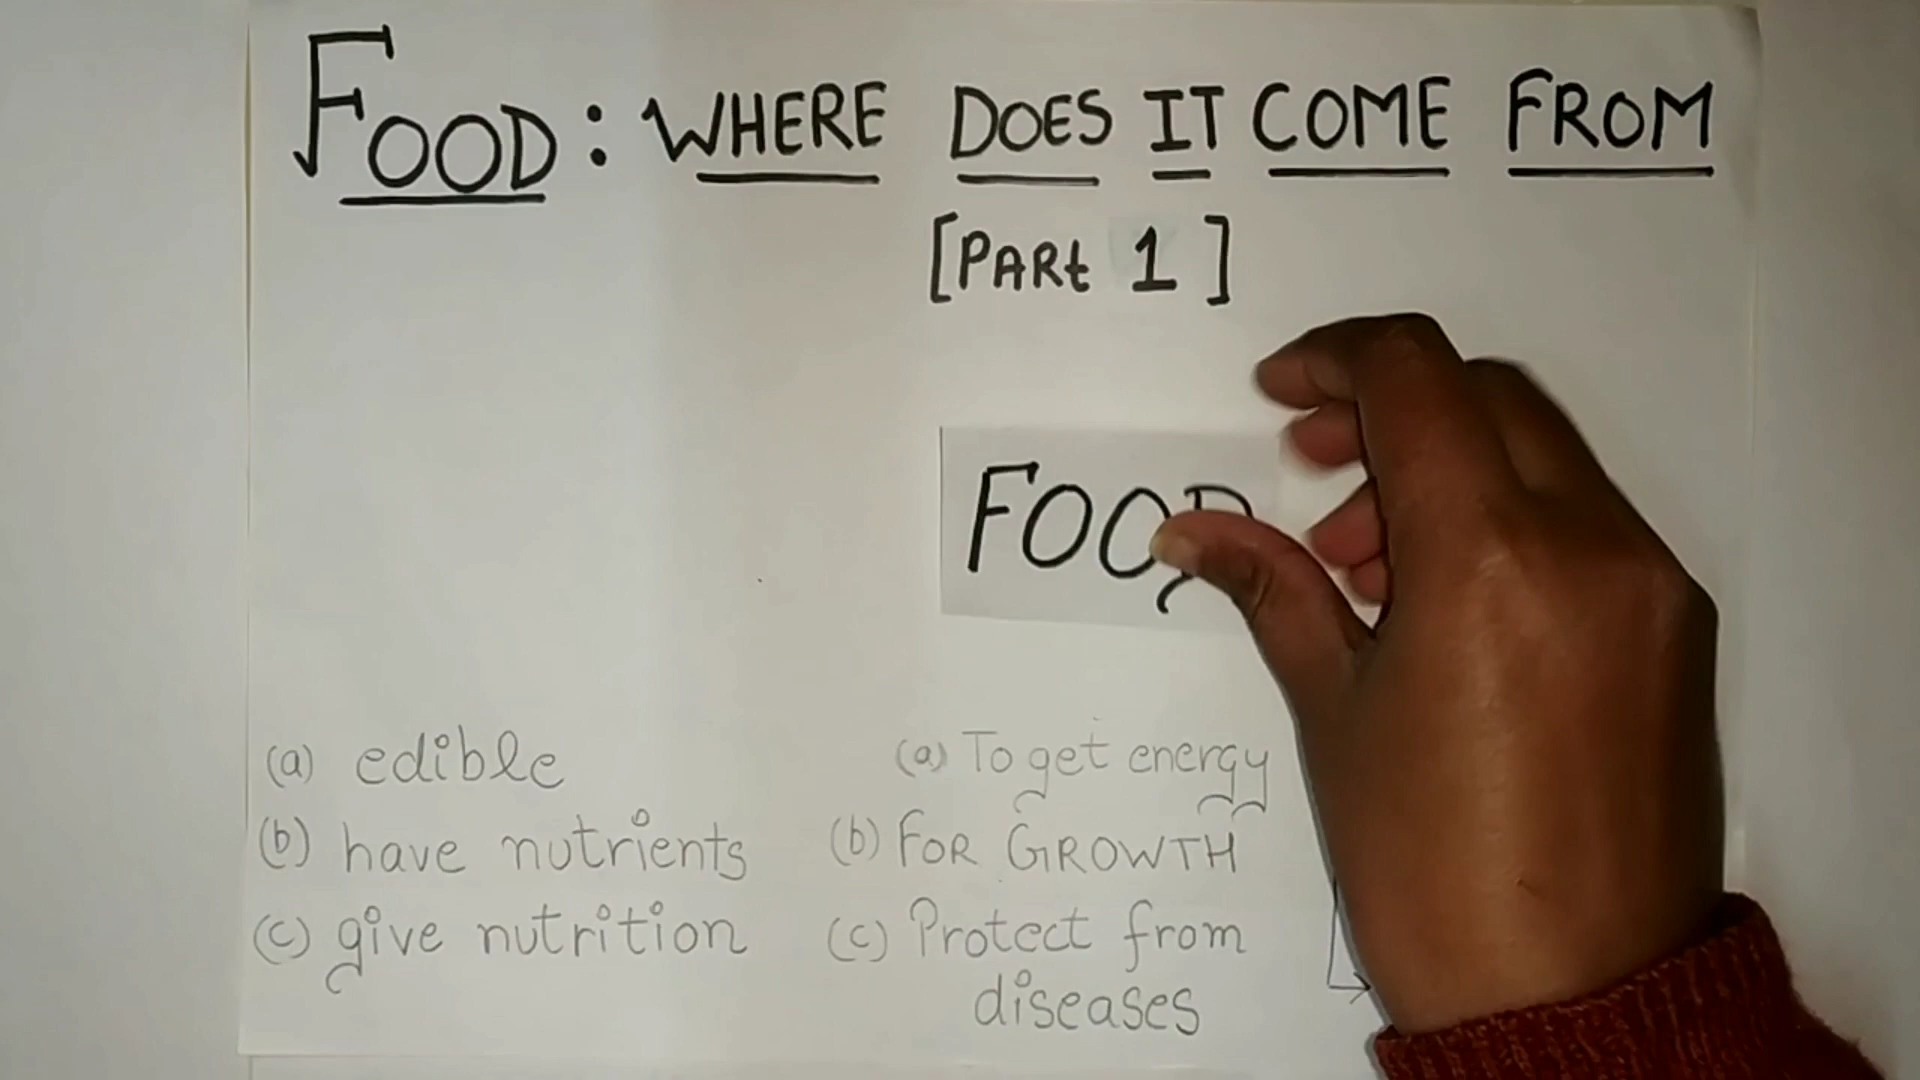 FOOD: WHERE DOES IT COME FROM
[PARt 1]
FOOD
(a) edible
(b) have nutrients
(c) give nutrition
(a) To get energy
(b) FOR GROWTH
(c) Protect from
diseases